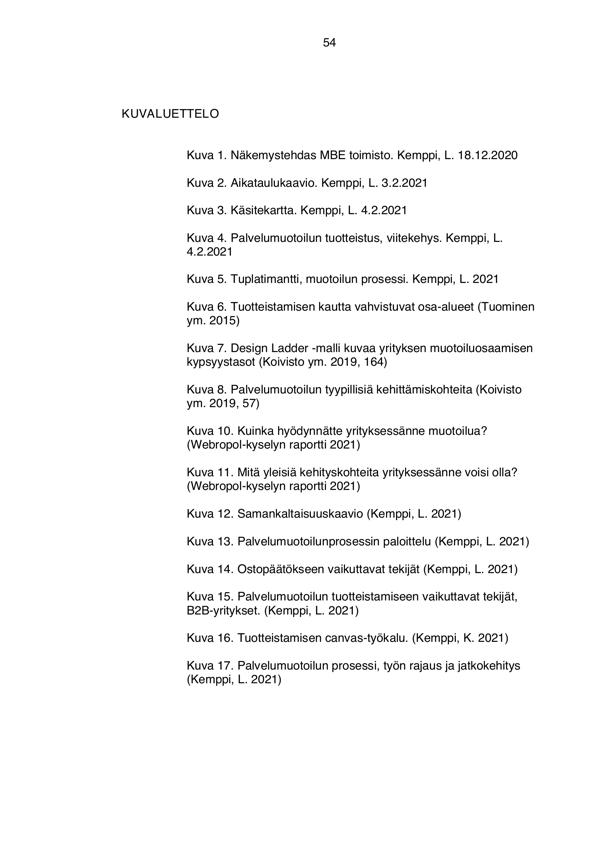 54
KUVALUETTELO
Kuva 1. Näkemystehdas MBE toimisto. Kemppi, L. 18.12.2020
Kuva 2. Aikataulukaavio. Kemppi, L. 3.2.2021
Kuva 3. Käsitekartta. Kemppi, L. 4.2.2021
Kuva 4. Palvelumuotoilun tuotteistus, viitekehys. Kemppi, L.
4.2.2021
Kuva 5. Tuplatimantti, muotoilun prosessi. Kemppi, L. 2021
Kuva 6. Tuotteistamisen kautta vahvistuvat osa-alueet (Tuominen
ym. 2015)
Kuva 7. Design Ladder -malli kuvaa yrityksen muotoiluosaamisen
kypsyystasot (Koivisto ym. 2019, 164)
Kuva 8. Palvelumuotoilun tyypillisiä kehittämiskohteita (Koivisto
ym. 2019, 57)
Kuva 10. Kuinka hyödynnätte yrityksessänne muotoilua?
(Webropol-kyselyn raportti 2021)
Kuva 11. Mitä yleisiä kehityskohteita yrityksessänne voisi olla?
(Webropol-kyselyn raportti 2021)
Kuva 12. Samankaltaisuuskaavio (Kemppi, L. 2021)
Kuva 13. Palvelumuotoilunprosessin paloittelu (Kemppi, L. 2021)
Kuva 14. Ostopäätökseen vaikuttavat tekijät (Kemppi, L. 2021)
Kuva 15. Palvelumuotoilun tuotteistamiseen vaikuttavat tekijät,
B2B-yritykset. (Kemppi, L. 2021)
Kuva 16. Tuotteistamisen canvas-työkalu. (Kemppi, K. 2021)
Kuva 17. Palvelumuotoilun prosessi, työn rajaus ja jatkokehitys
(Kemppi, L. 2021)